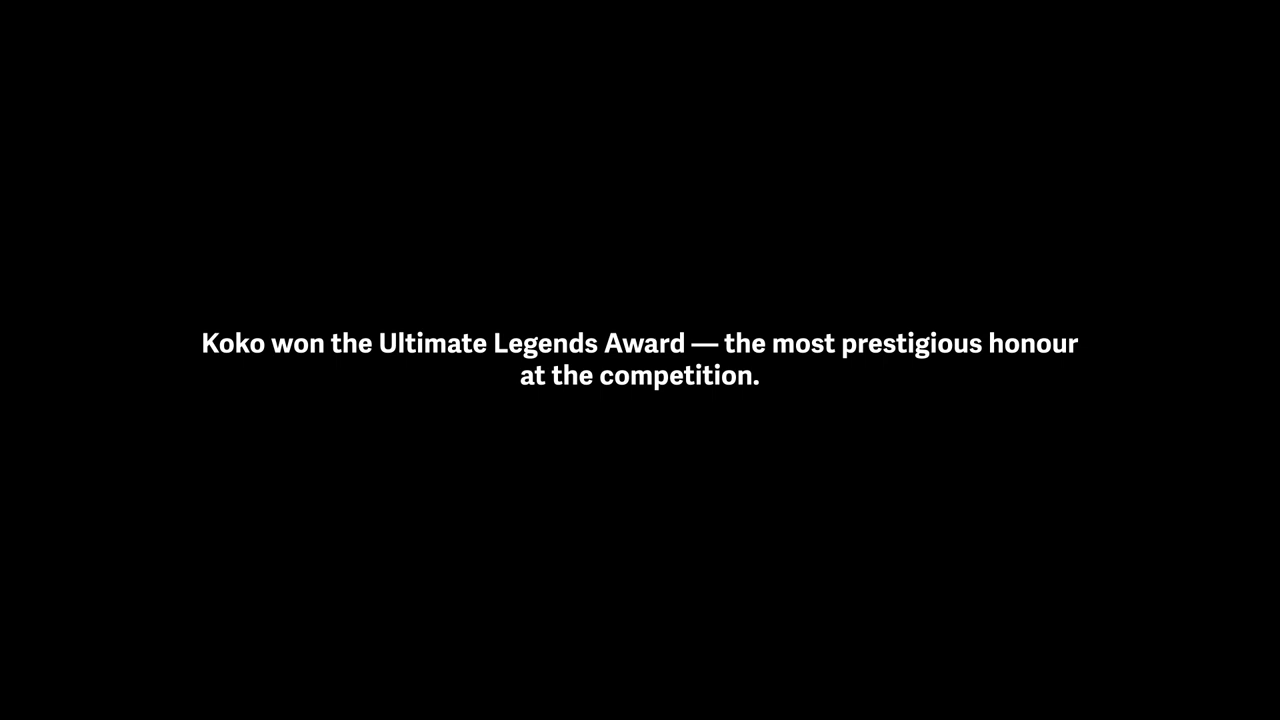 Koko won the Ultimate Legends Award — the most prestigious honour
at the competition.